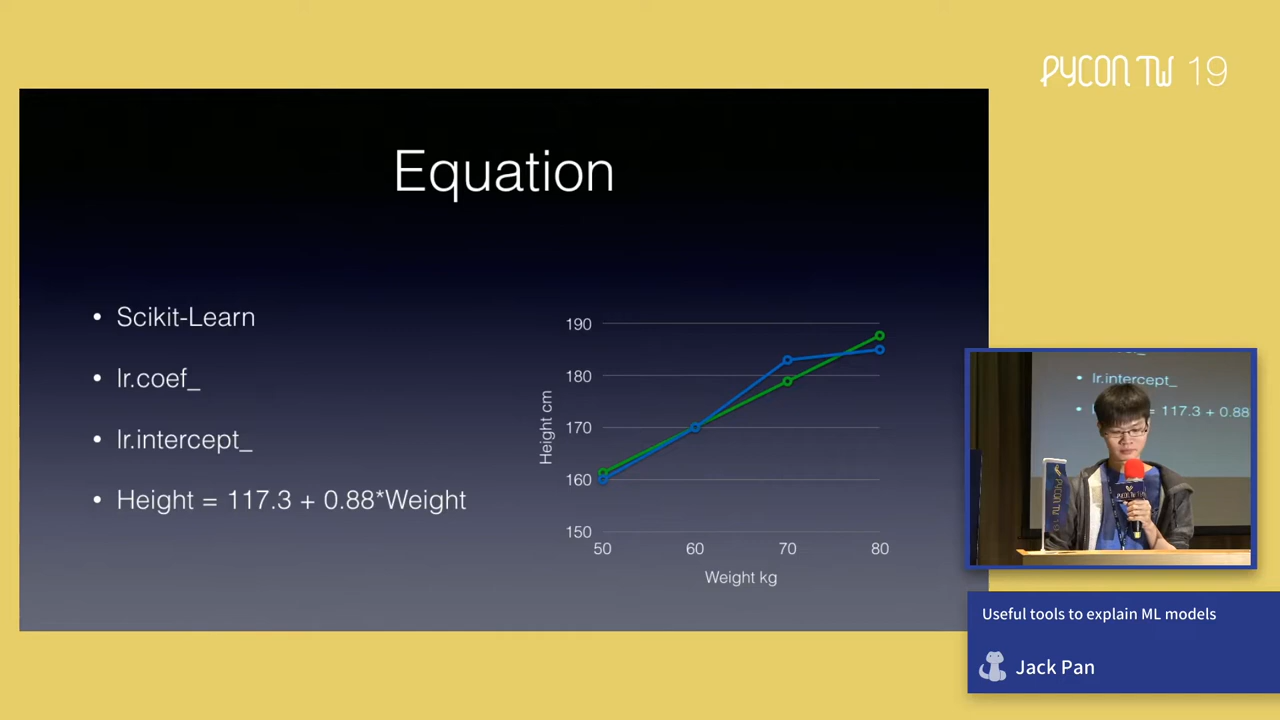 PYCON TW 19
Equation
• Scikit-Learn
• lr.coef_
• lr.intercept_
• Height = 117.3 + 0.88*Weight
190
180
170
160
150
50 60 70 80
Height cm
Weight kg
• lr.intercept_
= 117.3 + 0.88
PYCON TW
Useful tools to explain ML models
Jack Pan